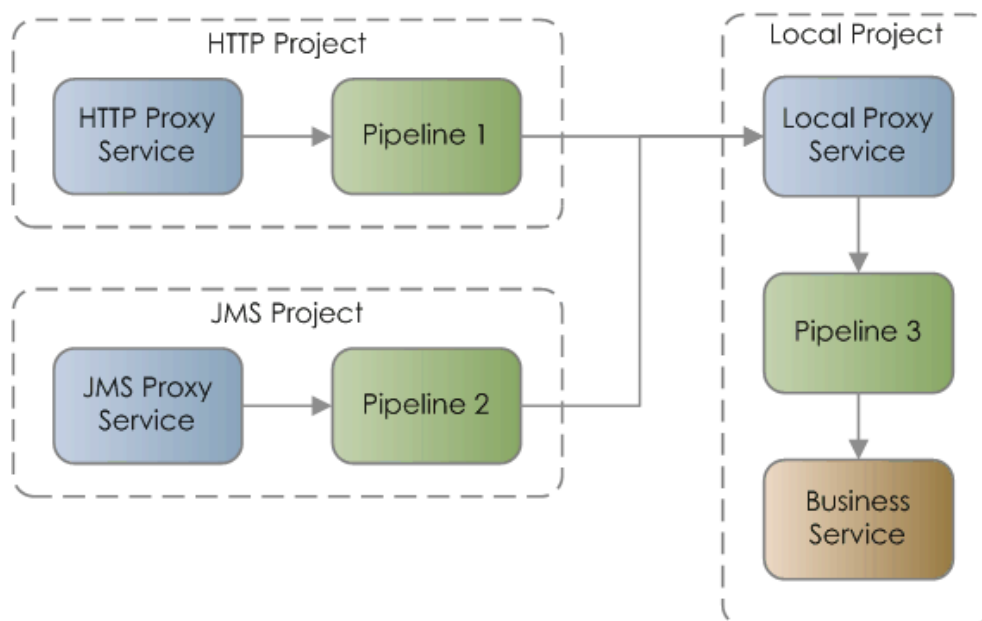 HTTP Project
HTTP Proxy
Service
Pipeline 1
JMS Project
JMS Proxy
Service
Pipeline 2
Local Project
Local Proxy
Service
Pipeline 3
Business
Service